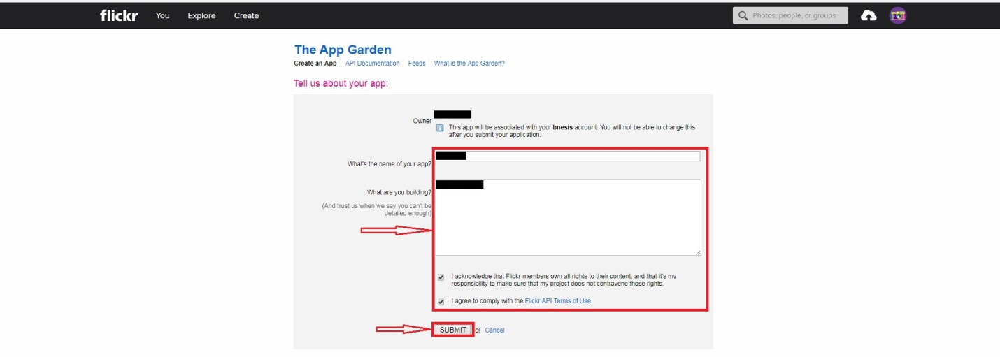 flickr You Explore Create Photos, people, or groups
The App Garden
Create an App API Documentation Feeds What is the App Garden?
Tell us about your app:
Owner
This app will be associated with your bnesis account. You will not be able to change this
after you submit your application.
What's the name of your app?
What are you building?
(And trust us when we say you can't be
detailed enough)
I acknowledge that Flickr members own all rights to their content, and that it's my
responsibility to make sure that my project does not contravene those rights.
I agree to comply with the Flickr API Terms of Use.
SUBMIT or Cancel